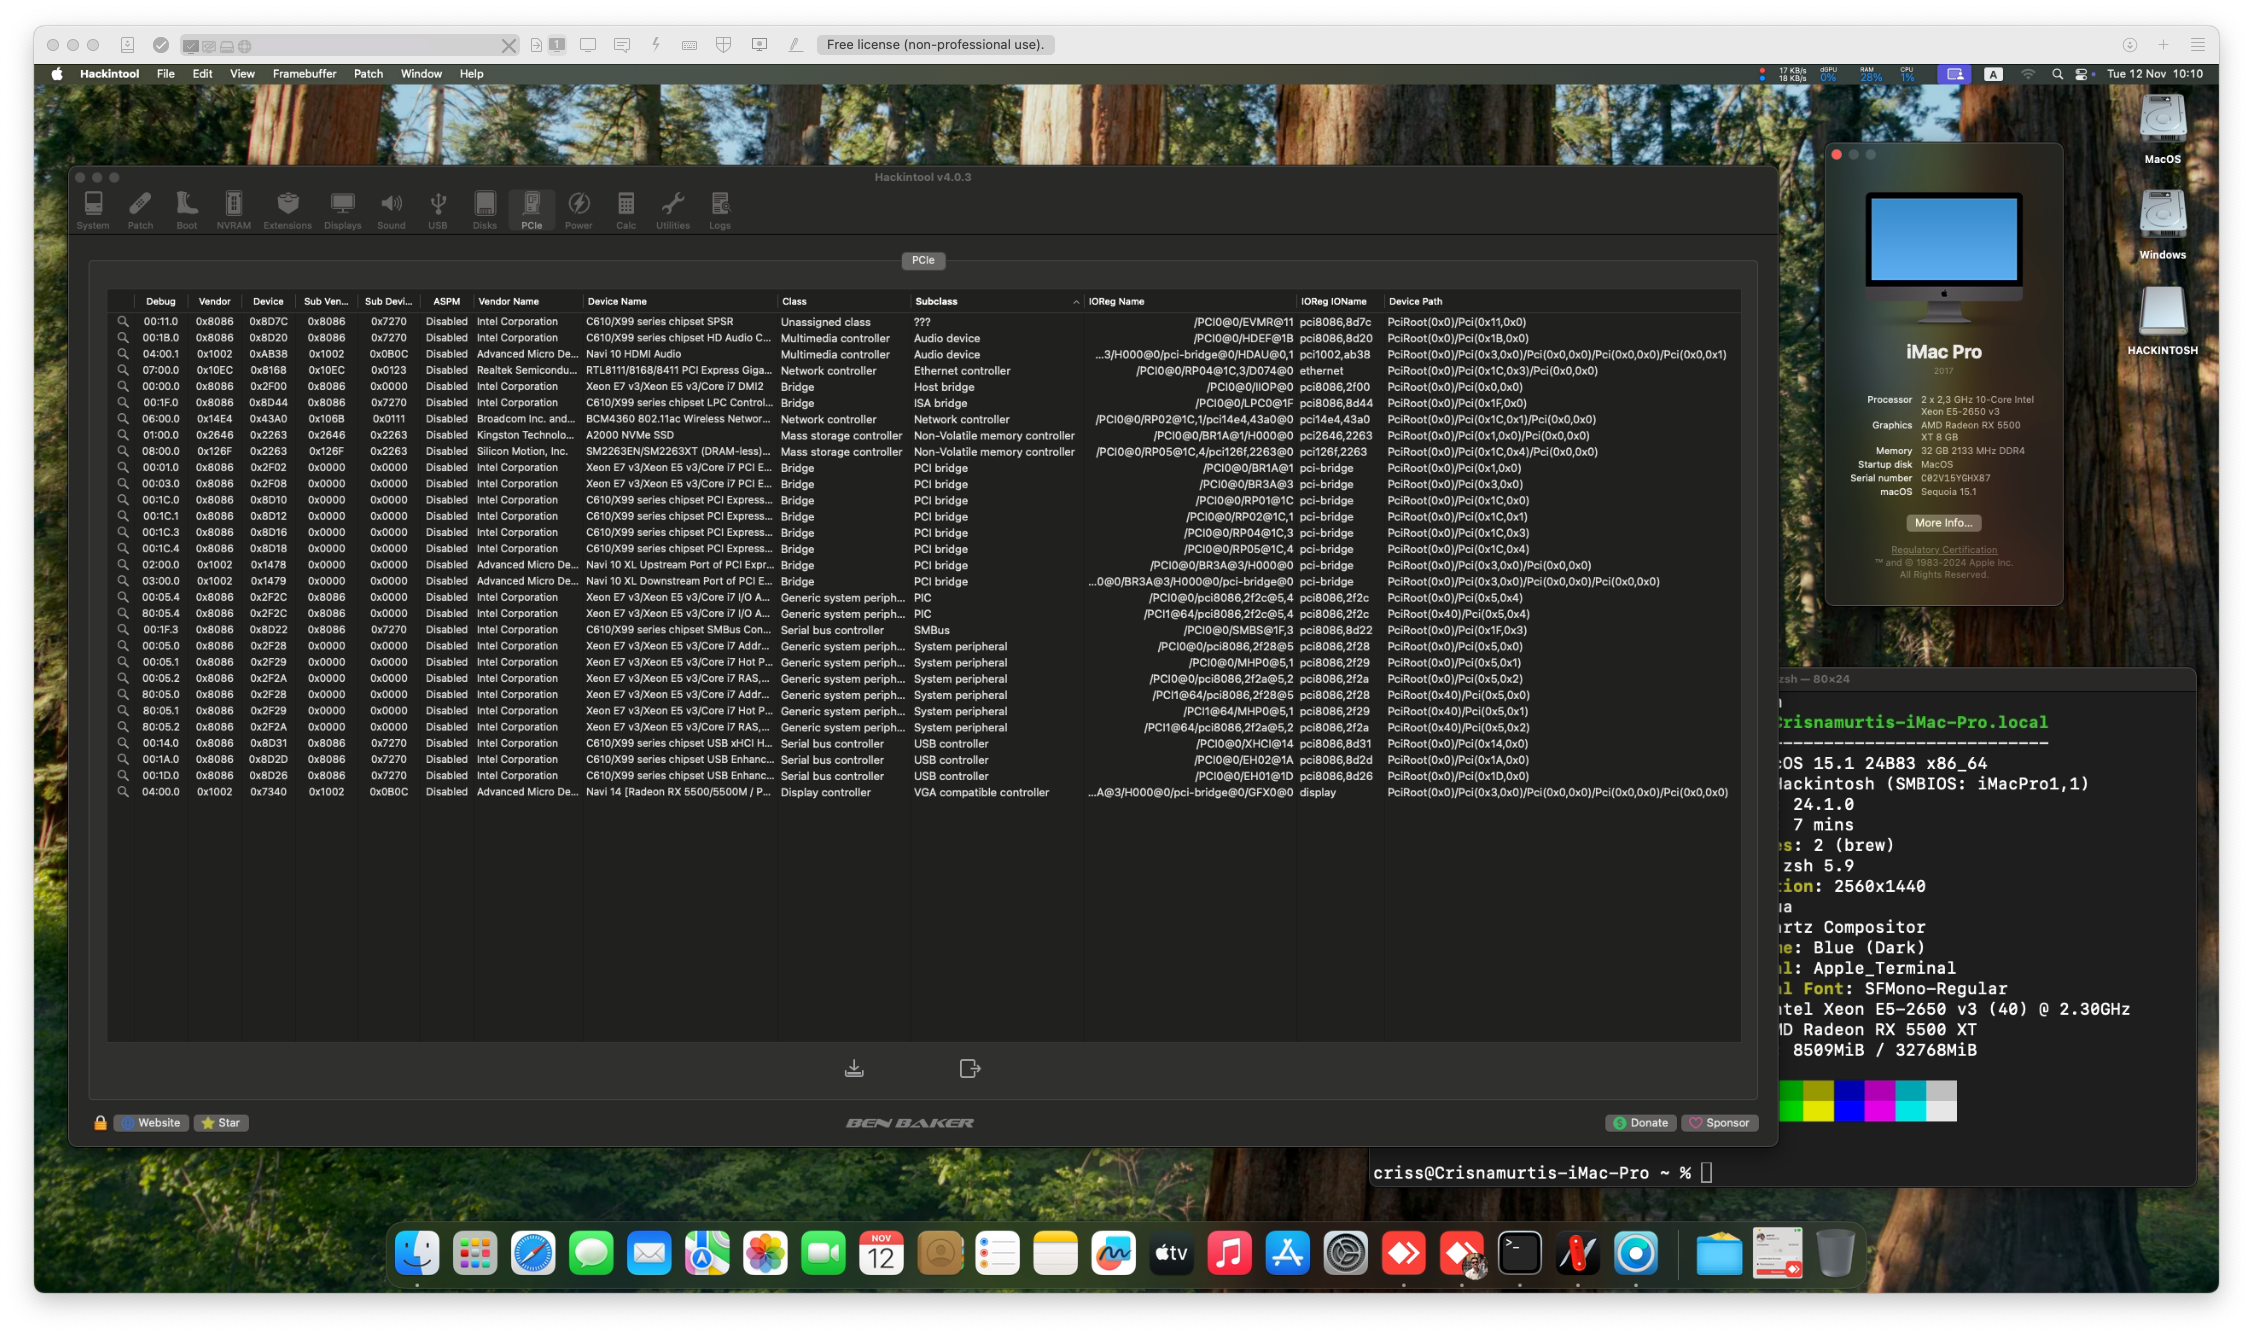 1
Free license (non-professional use).
Hackintool File Edit View Framebuffer Patch Window Help
17 KB/s 18 KB/s dGPU 0% RAM 28% CPU 1% A Tue 12 Nov 10:10
MacOS
Windows
HACKINTOSH
Hackintool v4.0.3
System Patch Boot NVRAM Extensions Displays Sound USB Disks PCIe Power Calc Utilities Logs
PCIe
Debug Vendor Device Sub Ven... Sub Devi... ASPM Vendor Name Device Name Class Subclass IOReg Name IOReg IOName Device Path
00:11.0 0x8086 0x8D7C 0x8086 0x7270 Disabled Intel Corporation C610/X99 series chipset SPSR Unassigned class ??? /PCI0@0/EVMR@11 pci8086,8d7c PciRoot(0x0)/Pci(0x11,0x0)
00:1B.0 0x8086 0x8D20 0x8086 0x7270 Disabled Intel Corporation C610/X99 series chipset HD Audio C... Multimedia controller Audio device /PCI0@0/HDEF@1B pci8086,8d20 PciRoot(0x0)/Pci(0x1B,0x0)
04:00.1 0x1002 0xAB38 0x1002 0x0B0C Disabled Advanced Micro De... Navi 10 HDMI Audio Multimedia controller Audio device ...3/H000@0/pci-bridge@0/HDAU@0,1 pci1002,ab38 PciRoot(0x0)/Pci(0x3,0x0)/Pci(0x0,0x0)/Pci(0x0,0x0)/Pci(0x0,0x1)
07:00.0 0x10EC 0x8168 0x10EC 0x0123 Disabled Realtek Semicondu... RTL8111/8168/8411 PCI Express Giga... Network controller Ethernet controller /PCI0@0/RP04@1C,3/D074@0 ethernet PciRoot(0x0)/Pci(0x1C,0x3)/Pci(0x0,0x0)
00:00.0 0x8086 0x2F00 0x8086 0x0000 Disabled Intel Corporation Xeon E7 v3/Xeon E5 v3/Core i7 DMI2 Bridge Host bridge /PCI0@0/IIOP@0 pci8086,2f00 PciRoot(0x0)/Pci(0x0,0x0)
00:1F.0 0x8086 0x8D44 0x8086 0x7270 Disabled Intel Corporation C610/X99 series chipset LPC Control... Bridge ISA bridge /PCI0@0/LPC0@1F pci8086,8d44 PciRoot(0x0)/Pci(0x1F,0x0)
06:00.0 0x14E4 0x43A0 0x106B 0x0111 Disabled Broadcom Inc. and... BCM4360 802.11ac Wireless Networ... Network controller Network controller /PCI0@0/RP02@1C,1/pci14e4,43a0@0 pci14e4,43a0 PciRoot(0x0)/Pci(0x1C,0x1)/Pci(0x0,0x0)
01:00.0 0x2646 0x2263 0x2646 0x2263 Disabled Kingston Technolo... A2000 NVMe SSD Mass storage controller Non-Volatile memory controller /PCI0@0/BR1A@1/H000@0 pci2646,2263 PciRoot(0x0)/Pci(0x1,0x0)/Pci(0x0,0x0)
08:00.0 0x126F 0x2263 0x126F 0x2263 Disabled Silicon Motion, Inc. SM2263EN/SM2263XT (DRAM-less)... Mass storage controller Non-Volatile memory controller /PCI0@0/RP05@1C,4/pci126f,2263@0 pci126f,2263 PciRoot(0x0)/Pci(0x1C,0x4)/Pci(0x0,0x0)
00:01.0 0x8086 0x2F02 0x8086 0x0000 Disabled Intel Corporation Xeon E7 v3/Xeon E5 v3/Core i7 PCI E... Bridge PCI bridge /PCI0@0/BR1A@1 pci-bridge PciRoot(0x0)/Pci(0x1,0x0)
00:03.0 0x8086 0x2F08 0x8086 0x0000 Disabled Intel Corporation Xeon E7 v3/Xeon E5 v3/Core i7 PCI E... Bridge PCI bridge /PCI0@0/BR3A@3 pci-bridge PciRoot(0x0)/Pci(0x3,0x0)
00:1C.0 0x8086 0x8D10 0x8086 0x0000 Disabled Intel Corporation C610/X99 series chipset PCI Express... Bridge PCI bridge /PCI0@0/RP01@1C pci-bridge PciRoot(0x0)/Pci(0x1C,0x0)
00:1C.1 0x8086 0x8D12 0x8086 0x0000 Disabled Intel Corporation C610/X99 series chipset PCI Express... Bridge PCI bridge /PCI0@0/RP02@1C,1 pci-bridge PciRoot(0x0)/Pci(0x1C,0x1)
00:1C.3 0x8086 0x8D16 0x8086 0x0000 Disabled Intel Corporation C610/X99 series chipset PCI Express... Bridge PCI bridge /PCI0@0/RP04@1C,3 pci-bridge PciRoot(0x0)/Pci(0x1C,0x3)
00:1C.4 0x8086 0x8D18 0x8086 0x0000 Disabled Intel Corporation C610/X99 series chipset PCI Express... Bridge PCI bridge /PCI0@0/RP05@1C,4 pci-bridge PciRoot(0x0)/Pci(0x1C,0x4)
02:00.0 0x1002 0x1478 0x0000 0x0000 Disabled Advanced Micro De... Navi 10 XL Upstream Port of PCI Expr... Bridge PCI bridge /PCI0@0/BR3A@3/H000@0 pci-bridge PciRoot(0x0)/Pci(0x3,0x0)/Pci(0x0,0x0)
03:00.0 0x1002 0x1479 0x0000 0x0000 Disabled Advanced Micro De... Navi 10 XL Downstream Port of PCI E... Bridge PCI bridge ...0@0/BR3A@3/H000@0/pci-bridge@0 pci-bridge PciRoot(0x0)/Pci(0x3,0x0)/Pci(0x0,0x0)/Pci(0x0,0x0)
00:05.4 0x8086 0x2F2C 0x8086 0x0000 Disabled Intel Corporation Xeon E7 v3/Xeon E5 v3/Core i7 I/O A... Generic system periph... PIC /PCI0@0/pci8086,2f2c@5,4 pci8086,2f2c PciRoot(0x0)/Pci(0x5,0x4)
80:05.4 0x8086 0x2F2C 0x8086 0x0000 Disabled Intel Corporation Xeon E7 v3/Xeon E5 v3/Core i7 I/O A... Generic system periph... PIC /PCI1@64/pci8086,2f2c@5,4 pci8086,2f2c PciRoot(0x40)/Pci(0x5,0x4)
00:1F.3 0x8086 0x8D22 0x8086 0x7270 Disabled Intel Corporation C610/X99 series chipset SMBus Con... Serial bus controller SMBus /PCI0@0/SMBS@1F,3 pci8086,8d22 PciRoot(0x0)/Pci(0x1F,0x3)
00:05.0 0x8086 0x2F28 0x0000 0x0000 Disabled Intel Corporation Xeon E7 v3/Xeon E5 v3/Core i7 Addr... Generic system periph... System peripheral /PCI0@0/pci8086,2f28@5 pci8086,2f28 PciRoot(0x0)/Pci(0x5,0x0)
00:05.1 0x8086 0x2F29 0x0000 0x0000 Disabled Intel Corporation Xeon E7 v3/Xeon E5 v3/Core i7 Hot P... Generic system periph... System peripheral /PCI0@0/MHP0@5,1 pci8086,2f29 PciRoot(0x0)/Pci(0x5,0x1)
00:05.2 0x8086 0x2F2A 0x0000 0x0000 Disabled Intel Corporation Xeon E7 v3/Xeon E5 v3/Core i7 RAS,... Generic system periph... System peripheral /PCI0@0/pci8086,2f2a@5,2 pci8086,2f2a PciRoot(0x0)/Pci(0x5,0x2)
80:05.0 0x8086 0x2F28 0x0000 0x0000 Disabled Intel Corporation Xeon E7 v3/Xeon E5 v3/Core i7 Addr... Generic system periph... System peripheral /PCI1@64/pci8086,2f28@5 pci8086,2f28 PciRoot(0x40)/Pci(0x5,0x0)
80:05.1 0x8086 0x2F29 0x0000 0x0000 Disabled Intel Corporation Xeon E7 v3/Xeon E5 v3/Core i7 Hot P... Generic system periph... System peripheral /PCI1@64/MHP0@5,1 pci8086,2f29 PciRoot(0x40)/Pci(0x5,0x1)
80:05.2 0x8086 0x2F2A 0x0000 0x0000 Disabled Intel Corporation Xeon E7 v3/Xeon E5 v3/Core i7 RAS,... Generic system periph... System peripheral /PCI1@64/pci8086,2f2a@5,2 pci8086,2f2a PciRoot(0x40)/Pci(0x5,0x2)
00:14.0 0x8086 0x8D31 0x8086 0x7270 Disabled Intel Corporation C610/X99 series chipset USB xHCI H... Serial bus controller USB controller /PCI0@0/XHCI@14 pci8086,8d31 PciRoot(0x0)/Pci(0x14,0x0)
00:1A.0 0x8086 0x8D2D 0x8086 0x7270 Disabled Intel Corporation C610/X99 series chipset USB Enhanc... Serial bus controller USB controller /PCI0@0/EH02@1A pci8086,8d2d PciRoot(0x0)/Pci(0x1A,0x0)
00:1D.0 0x8086 0x8D26 0x8086 0x7270 Disabled Intel Corporation C610/X99 series chipset USB Enhanc... Serial bus controller USB controller /PCI0@0/EH01@1D pci8086,8d26 PciRoot(0x0)/Pci(0x1D,0x0)
04:00.0 0x1002 0x7340 0x1002 0x0B0C Disabled Advanced Micro De... Navi 14 [Radeon RX 5500/5500M / P... Display controller VGA compatible controller ...A@3/H000@0/pci-bridge@0/GFX0@0 display PciRoot(0x0)/Pci(0x3,0x0)/Pci(0x0,0x0)/Pci(0x0,0x0)/Pci(0x0,0x0)
Website Star BEN BAKER Donate Sponsor
iMac Pro
2017
Processor 2 x 2,3 GHz 10-Core Intel
Xeon E5-2650 v3
Graphics AMD Radeon RX 5500
XT 8 GB
Memory 32 GB 2133 MHz DDR4
Startup disk MacOS
Serial number C02V15YGHX87
macOS Sequoia 15.1
More Info...
Regulatory Certification
™ and © 1983-2024 Apple Inc.
All Rights Reserved.
zsh — 80×24
Crisnamurtis-iMac-Pro.local
--------------------------
cOS 15.1 24B83 x86_64
Hackintosh (SMBIOS: iMacPro1,1)
24.1.0
7 mins
es: 2 (brew)
zsh 5.9
tion: 2560x1440
ua
artz Compositor
me: Blue (Dark)
al: Apple_Terminal
al Font: SFMono-Regular
ntel Xeon E5-2650 v3 (40) @ 2.30GHz
MD Radeon RX 5500 XT
8509MiB / 32768MiB
criss@Crisnamurtis-iMac-Pro ~ %
NOV
12
tv